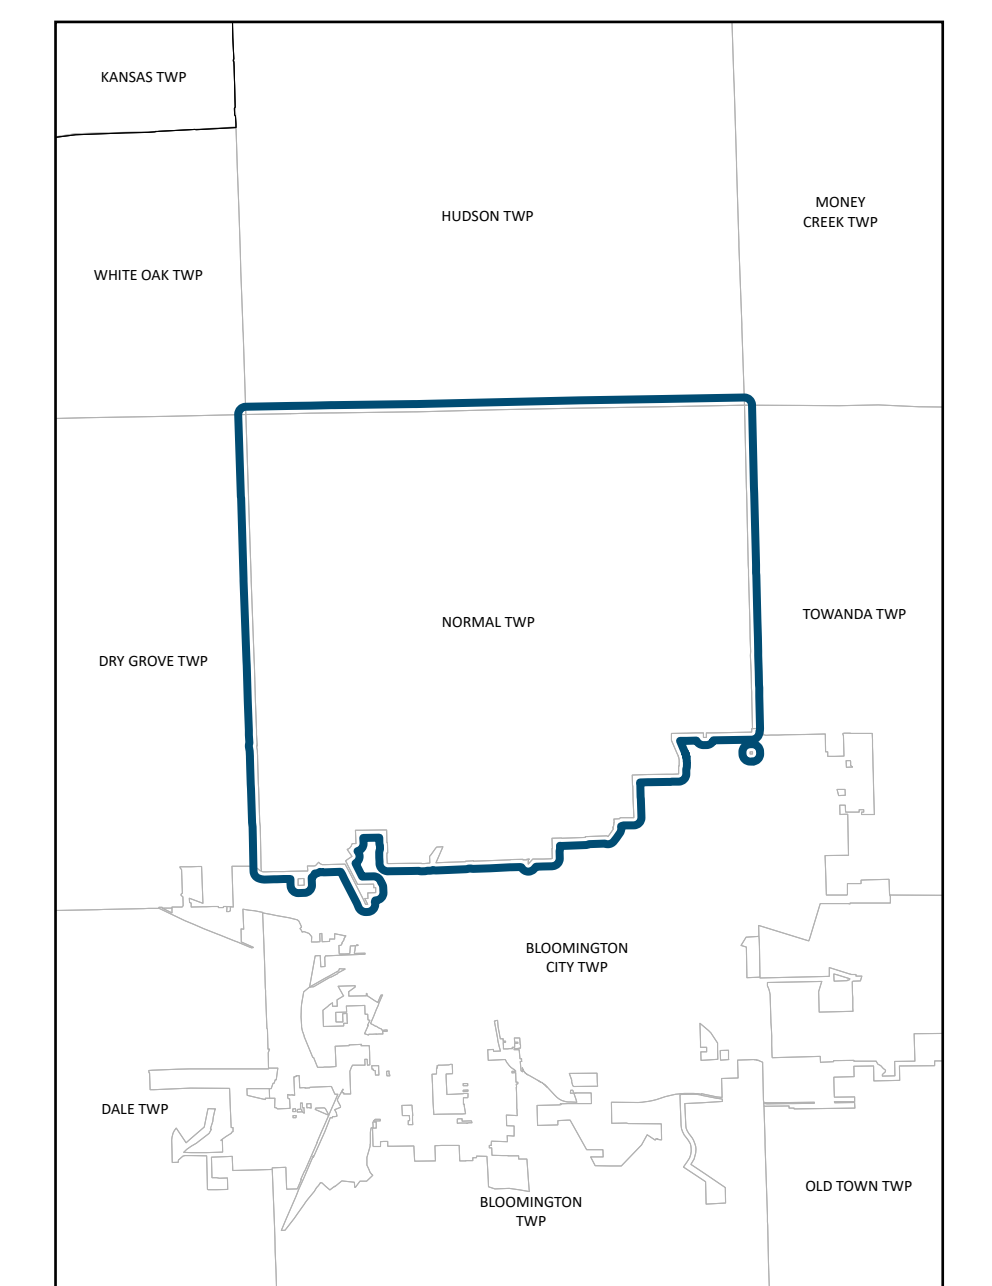 KANSAS TWP
MONEY
CREEK TWP
HUDSON TWP
WHITE OAK TWP
TOWANDA TWP
NORMAL TWP
DRY GROVE TWP
BLOOMINGTON
CITY TWP
DALE TWP
OLD TOWN TWP
BLOOMINGTON
TWP